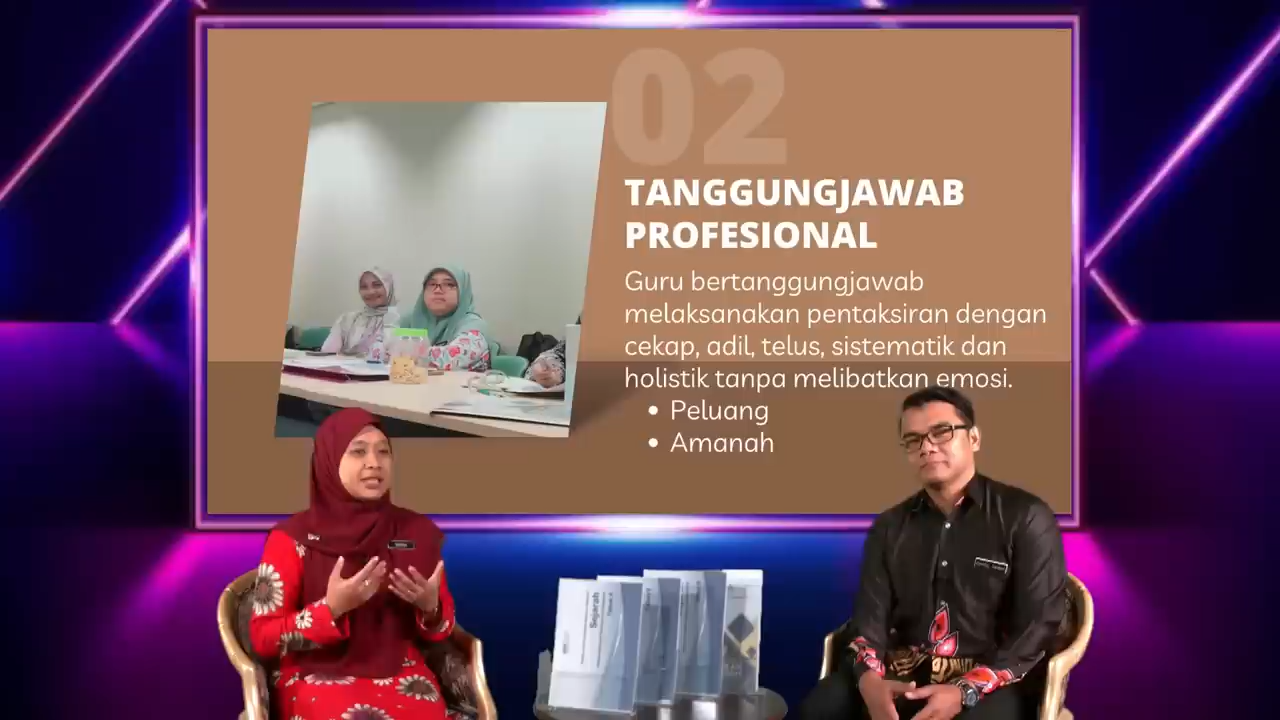 02
TANGGUNGJAWAB
PROFESIONAL
Guru bertanggungjawab
melaksanakan pentaksiran dengan
cekap, adil, telus, sistematik dan
holistik tanpa melibatkan emosi.
• Peluang
• Amanah
Sejarah